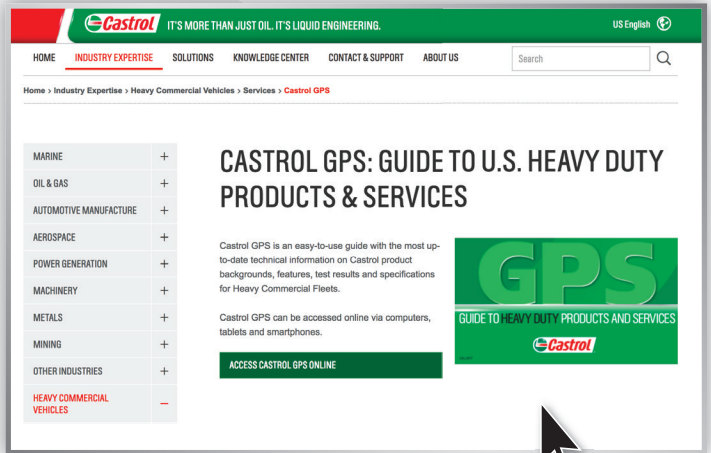 Castrol IT'S MORE THAN JUST OIL. IT'S LIQUID ENGINEERING. US English
HOME INDUSTRY EXPERTISE SOLUTIONS KNOWLEDGE CENTER CONTACT & SUPPORT ABOUT US Search
Home > Industry Expertise > Heavy Commercial Vehicles > Services > Castrol GPS
MARINE +
OIL & GAS +
AUTOMOTIVE MANUFACTURE +
AEROSPACE +
POWER GENERATION +
MACHINERY +
METALS +
MINING +
OTHER INDUSTRIES +
HEAVY COMMERCIAL
VEHICLES –
CASTROL GPS: GUIDE TO U.S. HEAVY DUTY
PRODUCTS & SERVICES
Castrol GPS is an easy-to-use guide with the most up-
to-date technical information on Castrol product
backgrounds, features, test results and specifications
for Heavy Commercial Fleets.
Castrol GPS can be accessed online via computers,
tablets and smartphones.
ACCESS CASTROL GPS ONLINE
GPS
GUIDE TO HEAVY DUTY PRODUCTS AND SERVICES
Castrol